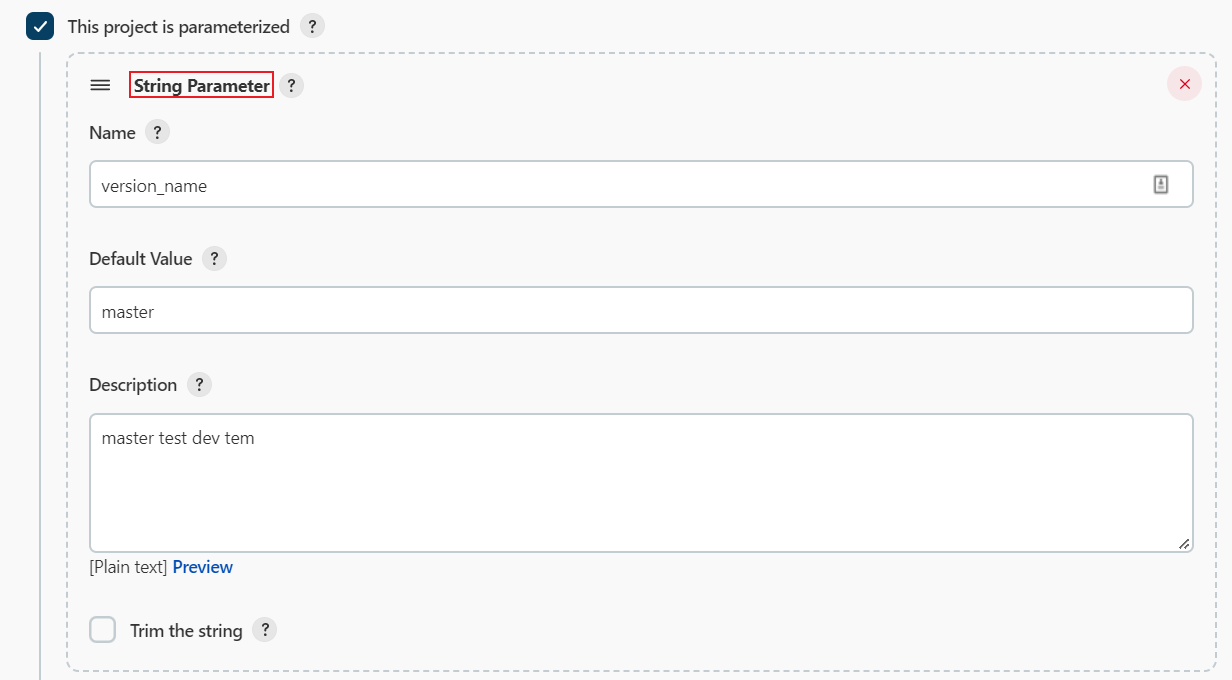 This project is parameterized ?
String Parameter ?
Name ?
version_name
Default Value ?
master
Description ?
master test dev tem
[Plain text] Preview
Trim the string ?